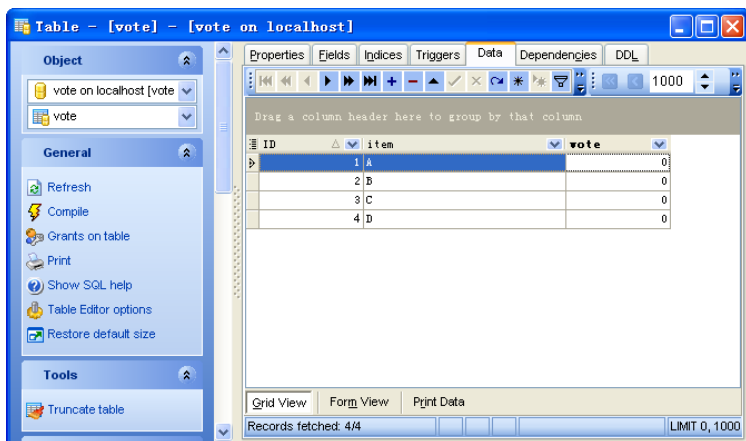 Table - [vote] - [vote on localhost]
Object
vote on localhost [vote
vote
General
Refresh
Compile
Grants on table
Print
Show SQL help
Table Editor options
Restore default size
Tools
Truncate table
Properties Fields Indices Triggers Data Dependencies DDL
1000
Drag a column header here to group by that column
ID item vote
1 A 0
2 B 0
3 C 0
4 D 0
Grid View Form View Print Data
Records fetched: 4/4 LIMIT 0, 1000